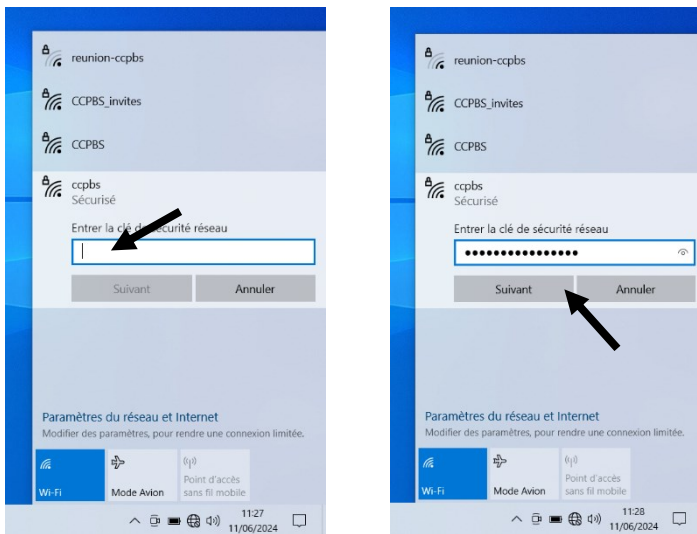 reunion-ccpbs
CCPBS_invites
CCPBS
ccpbs
Sécurisé
Entrer la clé de sécurité réseau
Suivant Annuler
Paramètres du réseau et Internet
Modifier des paramètres, pour rendre une connexion limitée.
Wi-Fi
Mode Avion
Point d'accès
sans fil mobile
11:27
11/06/2024
reunion-ccpbs
CCPBS_invites
CCPBS
ccpbs
Sécurisé
Entrer la clé de sécurité réseau
Suivant Annuler
Paramètres du réseau et Internet
Modifier des paramètres, pour rendre une connexion limitée.
Wi-Fi
Mode Avion
Point d'accès
sans fil mobile
11:28
11/06/2024